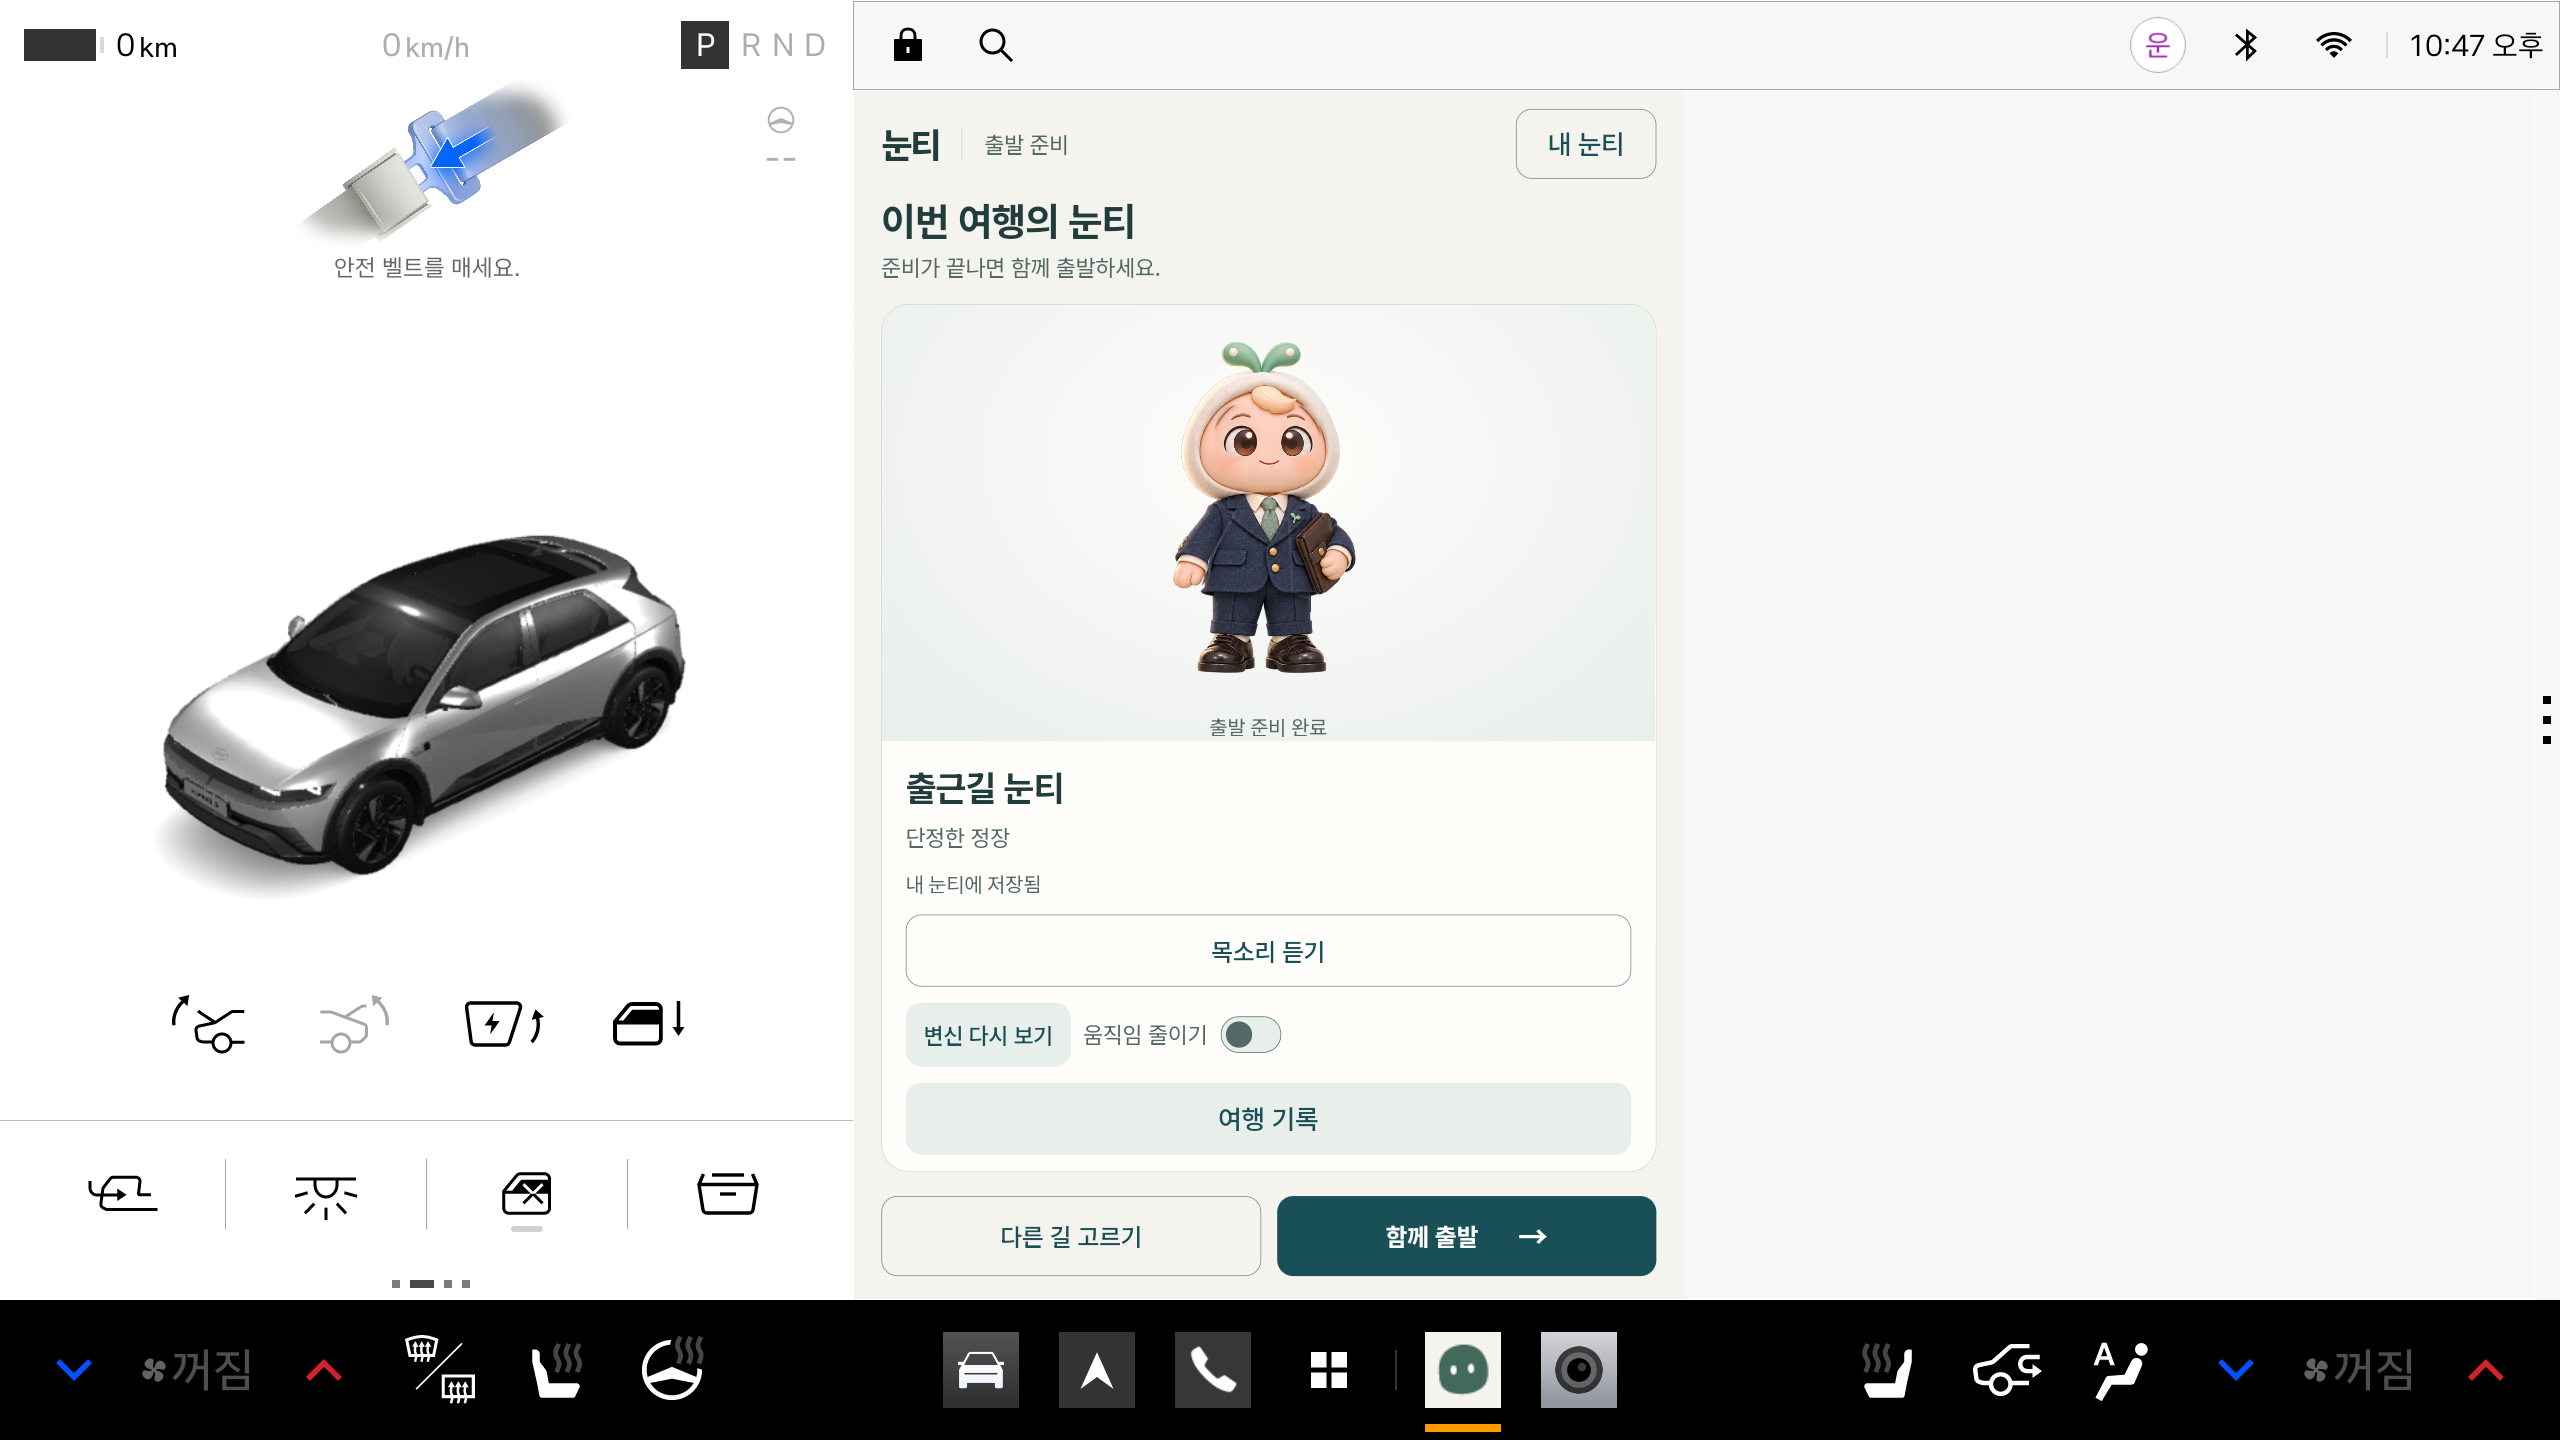 0 km
0 km/h
P R N D
운
10:47 오후
안전 벨트를 매세요.
눈티
출발 준비
내 눈티
이번 여행의 눈티
준비가 끝나면 함께 출발하세요.
출발 준비 완료
출근길 눈티
단정한 정장
내 눈티에 저장됨
목소리 듣기
변신 다시 보기
움직임 줄이기
여행 기록
다른 길 고르기
함께 출발 →
꺼짐
A
꺼짐